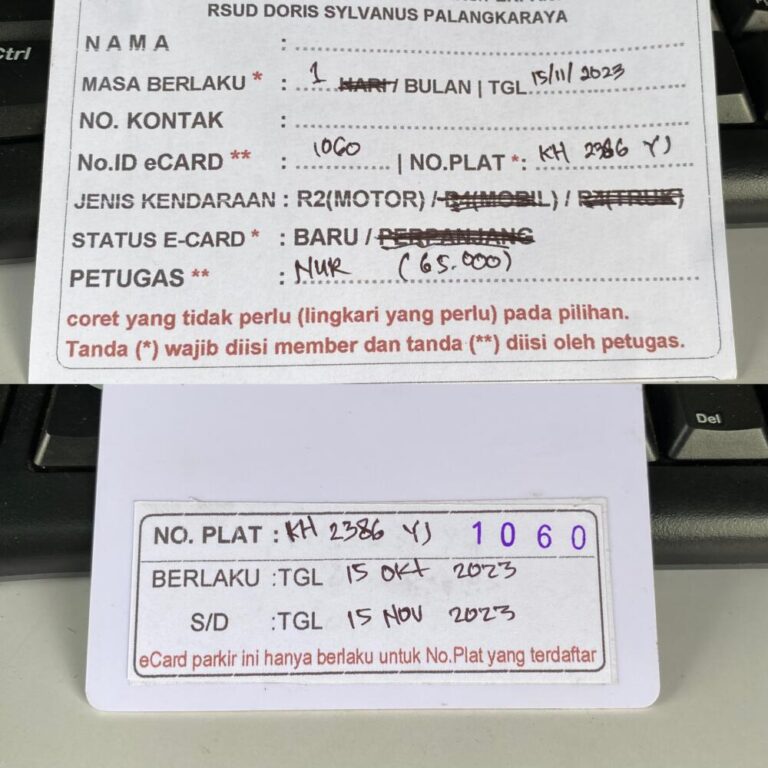 RSUD DORIS SYLVANUS PALANGKARAYA
NAMA :
MASA BERLAKU * : 1 HARI / BULAN | TGL 15/11/2023
NO. KONTAK :
No.ID eCARD ** : 1060 | NO.PLAT *: KH 2386 YJ
JENIS KENDARAAN : R2(MOTOR) / R4(MOBIL) / R4(TRUK)
STATUS E-CARD * : BARU / PERPANJANG
PETUGAS ** : NUR (65.000)
coret yang tidak perlu (lingkari yang perlu) pada pilihan.
Tanda (*) wajib diisi member dan tanda (**) diisi oleh petugas.
Ctrl
Del
NO. PLAT : KH 2386 YJ 1060
BERLAKU :TGL 15 OKT 2023
S/D :TGL 15 NOV 2023
eCard parkir ini hanya berlaku untuk No.Plat yang terdaftar